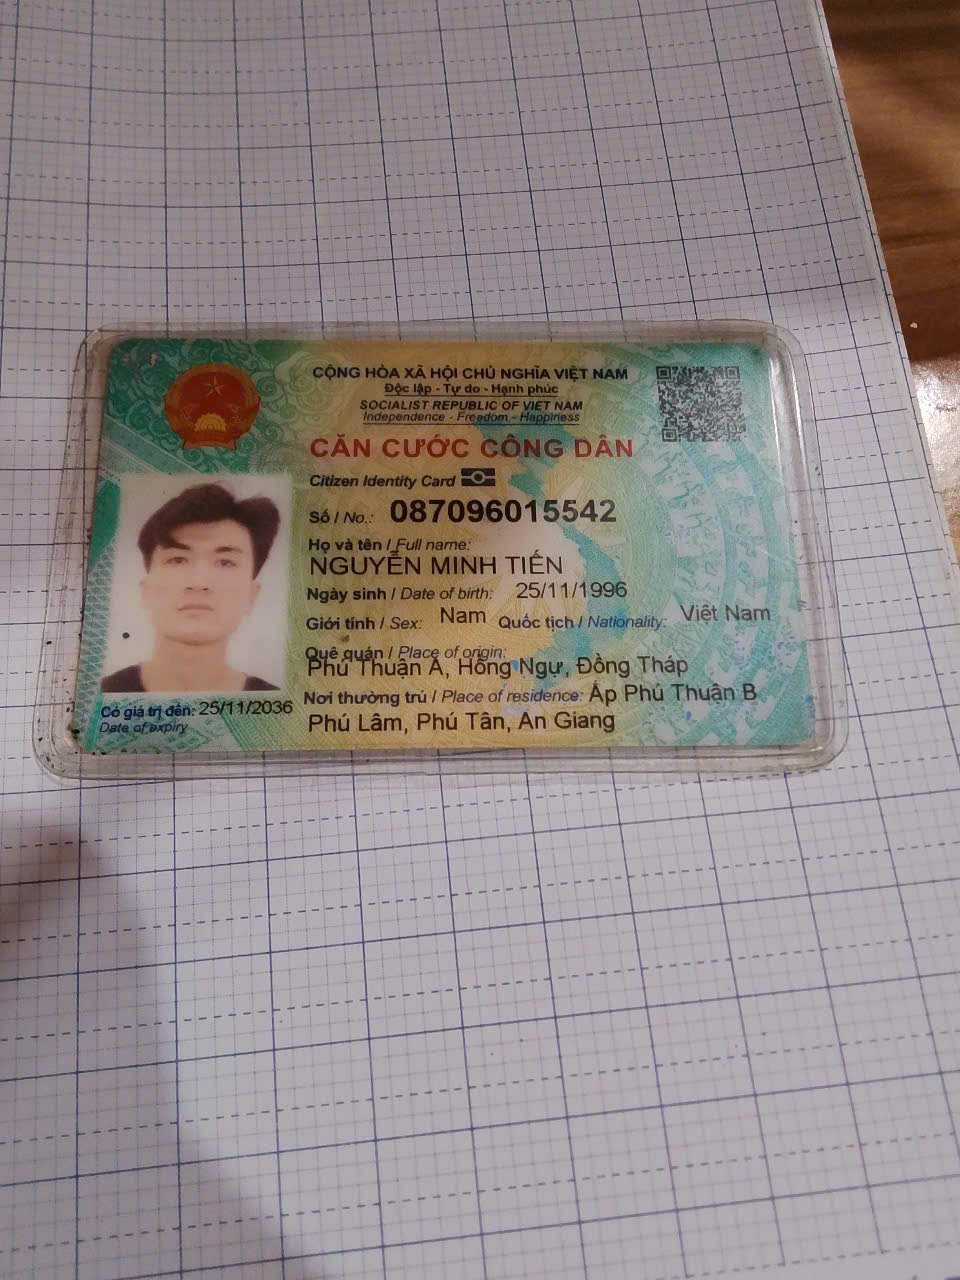 CỘNG HÒA XÃ HỘI CHỦ NGHĨA VIỆT NAM
Độc lập - Tự do - Hạnh phúc
SOCIALIST REPUBLIC OF VIET NAM
Independence - Freedom - Happiness
CĂN CƯỚC CÔNG DÂN
Citizen Identity Card
Số / No.: 087096015542
Họ và tên / Full name:
NGUYỄN MINH TIẾN
Ngày sinh / Date of birth: 25/11/1996
Giới tính / Sex: Nam Quốc tịch / Nationality: Việt Nam
Quê quán / Place of origin:
Phú Thuận A, Hồng Ngự, Đồng Tháp
Nơi thường trú / Place of residence: Ấp Phú Thuận B
Phú Lâm, Phú Tân, An Giang
Có giá trị đến: 25/11/2036
Date of expiry